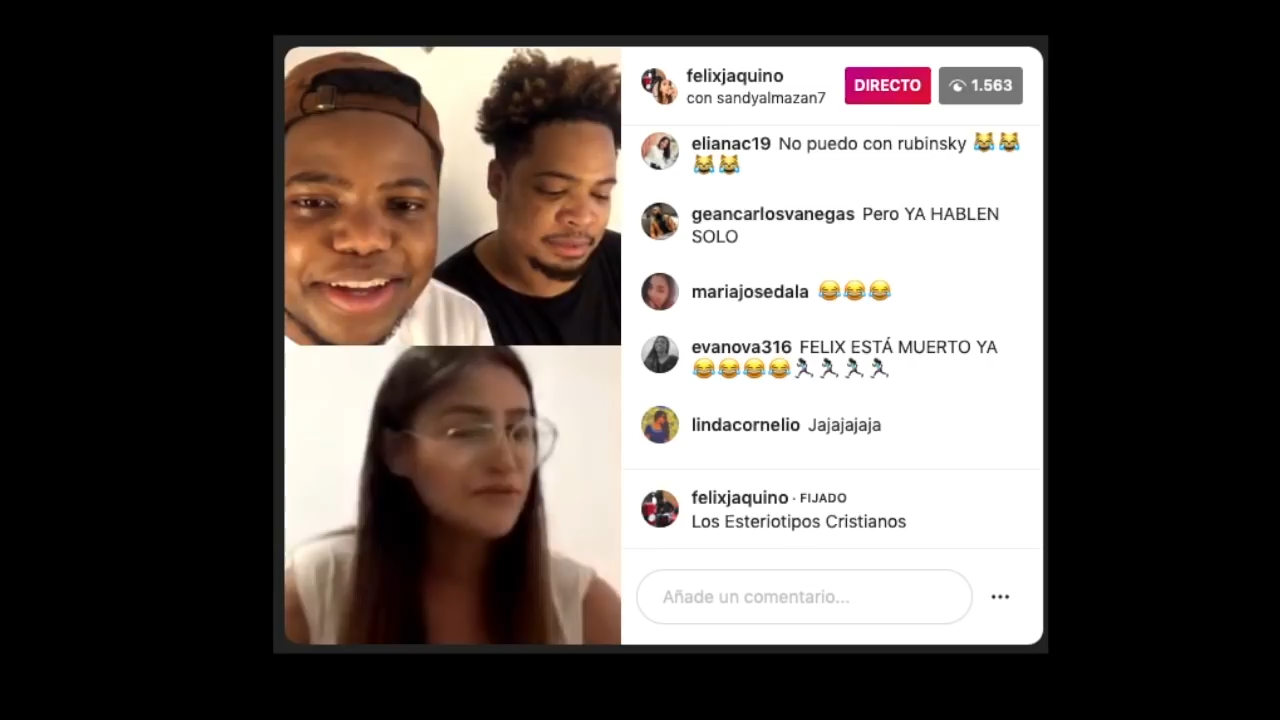 felixjaquino
con sandyalmazan7
DIRECTO
1.563
elianac19 No puedo con rubinsky 😹😹
😹😹
geancarlosvanegas Pero YA HABLEN
SOLO
mariajosedala 😂😂😂
evanova316 FELIX ESTÁ MUERTO YA
😂😂😂😂🏃🏿‍♀️🏃🏿‍♀️🏃🏿‍♀️🏃🏿‍♀️
lindacornelio Jajajajaja
felixjaquino · FIJADO
Los Esteriotipos Cristianos
Añade un comentario...